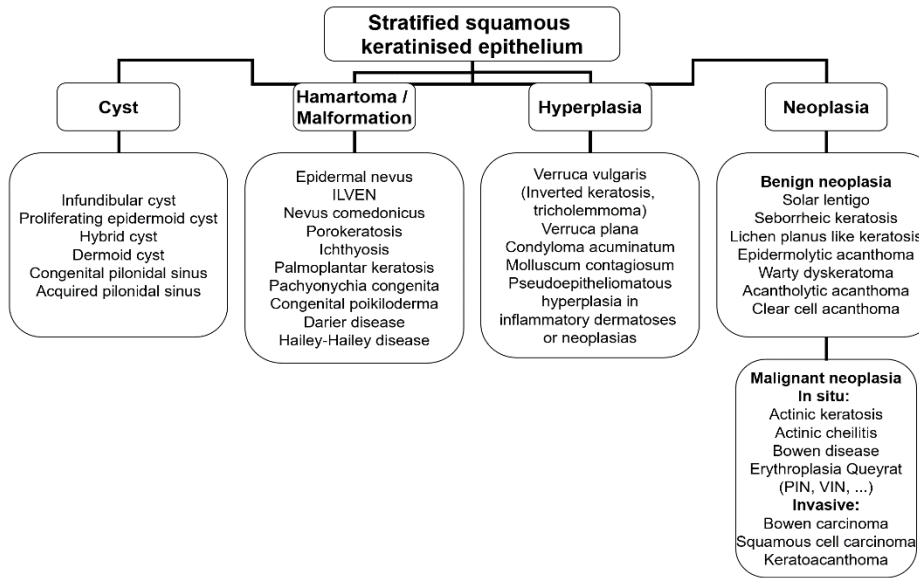 Stratified squamous
keratinised epithelium
Cyst
Infundibular cyst
Proliferating epidermoid cyst
Hybrid cyst
Dermoid cyst
Congenital pilonidal sinus
Acquired pilonidal sinus
Hamartoma /
Malformation
Epidermal nevus
ILVEN
Nevus comedonicus
Porokeratosis
Ichthyosis
Palmoplantar keratosis
Pachyonychia congenita
Congenital poikiloderma
Darier disease
Hailey-Hailey disease
Hyperplasia
Verruca vulgaris
(Inverted keratosis,
tricholemmoma)
Verruca plana
Condyloma acuminatum
Molluscum contagiosum
Pseudoepitheliomatous
hyperplasia in
inflammatory dermatoses
or neoplasias
Neoplasia
Benign neoplasia
Solar lentigo
Seborrheic keratosis
Lichen planus like keratosis
Epidermolytic acanthoma
Warty dyskeratoma
Acantholytic acanthoma
Clear cell acanthoma
Malignant neoplasia
In situ:
Actinic keratosis
Actinic cheilitis
Bowen disease
Erythroplasia Queyrat
(PIN, VIN, ...)
Invasive:
Bowen carcinoma
Squamous cell carcinoma
Keratoacanthoma